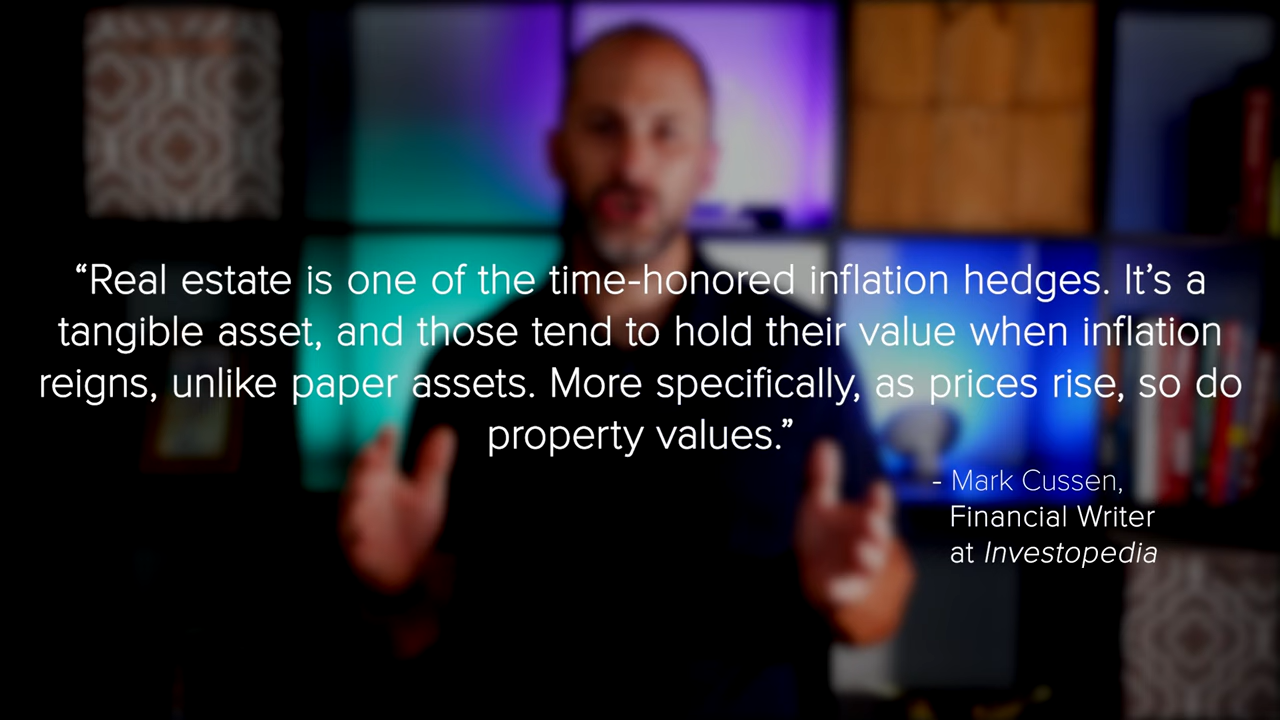 “Real estate is one of the time-honored inflation hedges. It’s a
tangible asset, and those tend to hold their value when inflation
reigns, unlike paper assets. More specifically, as prices rise, so do
property values.”
- Mark Cussen,
Financial Writer
at Investopedia